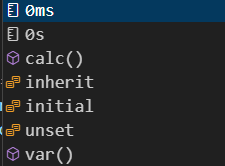 0ms
0s
calc()
inherit
initial
unset
var()